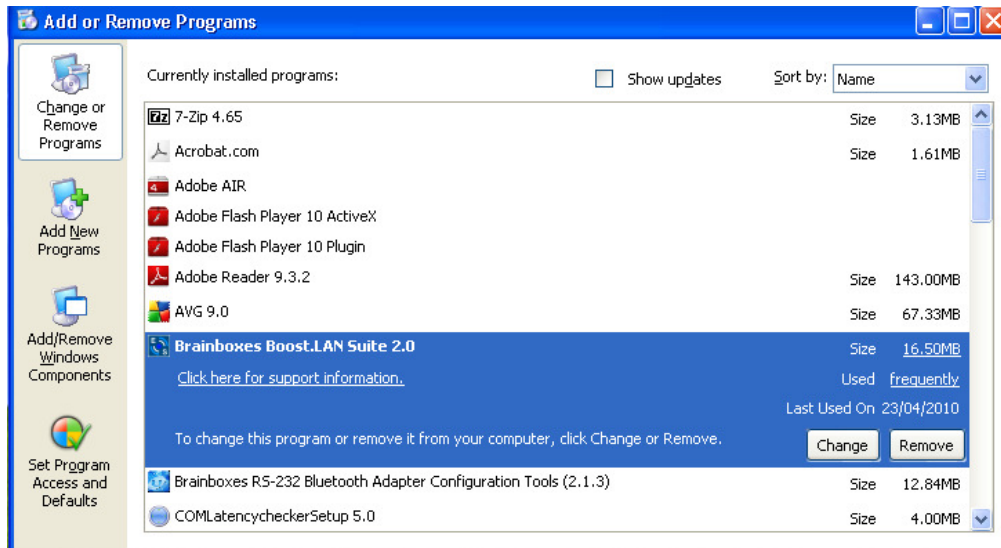 Add or Remove Programs
Change or
Remove
Programs
Add New
Programs
Add/Remove
Windows
Components
Set Program
Access and
Defaults
Currently installed programs:
Show updates
Sort by: Name
7-Zip 4.65 Size 3.13MB
Acrobat.com Size 1.61MB
Adobe AIR
Adobe Flash Player 10 ActiveX
Adobe Flash Player 10 Plugin
Adobe Reader 9.3.2 Size 143.00MB
AVG 9.0 Size 67.33MB
Brainboxes Boost.LAN Suite 2.0 Size 16.50MB
Click here for support information. Used frequently
Last Used On 23/04/2010
To change this program or remove it from your computer, click Change or Remove. Change Remove
Brainboxes RS-232 Bluetooth Adapter Configuration Tools (2.1.3) Size 12.84MB
COMLatencycheckerSetup 5.0 Size 4.00MB